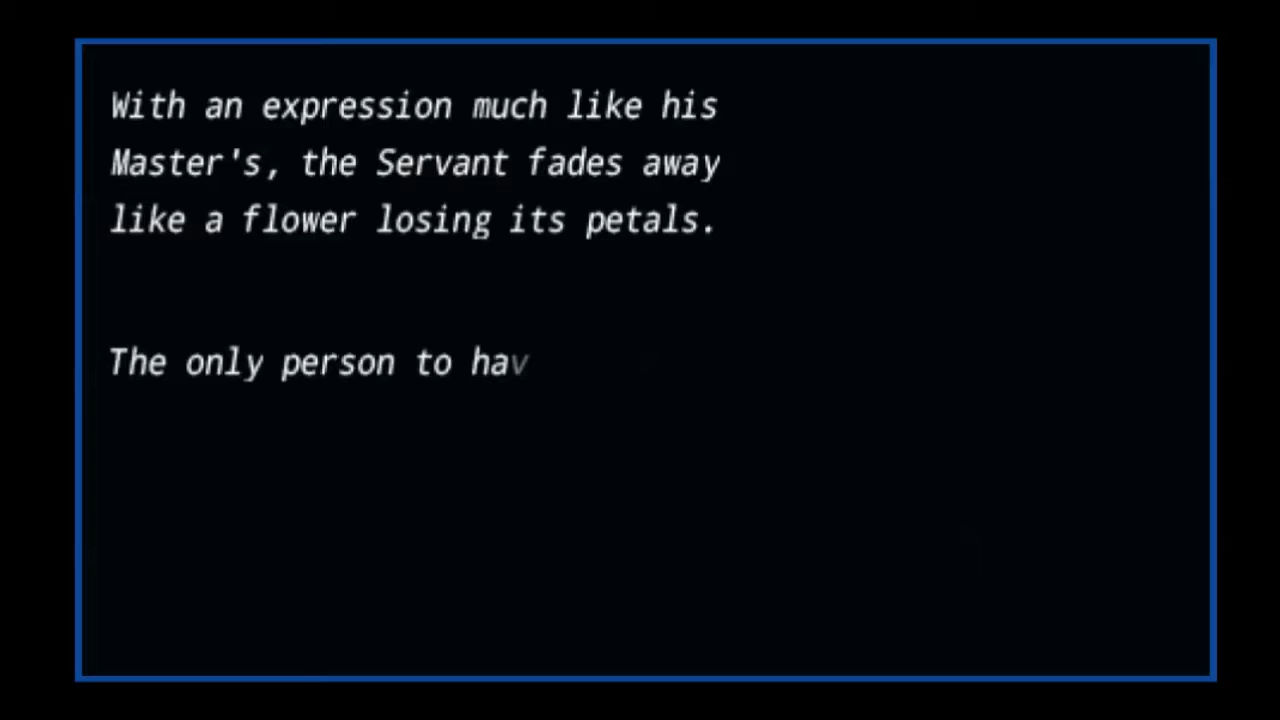 With an expression much like his
Master's, the Servant fades away
like a flower losing its petals.
The only person to hav